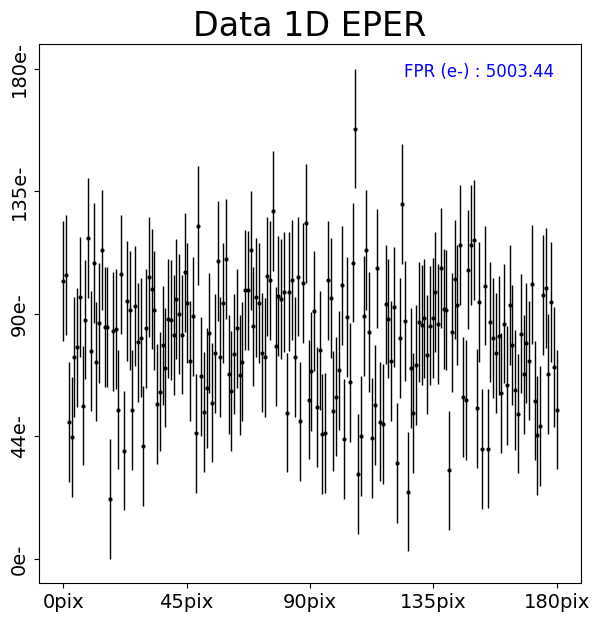 Data 1D EPER
FPR (e-) : 5003.44
180e-
135e-
90e-
44e-
0e-
0pix 45pix 90pix 135pix 180pix